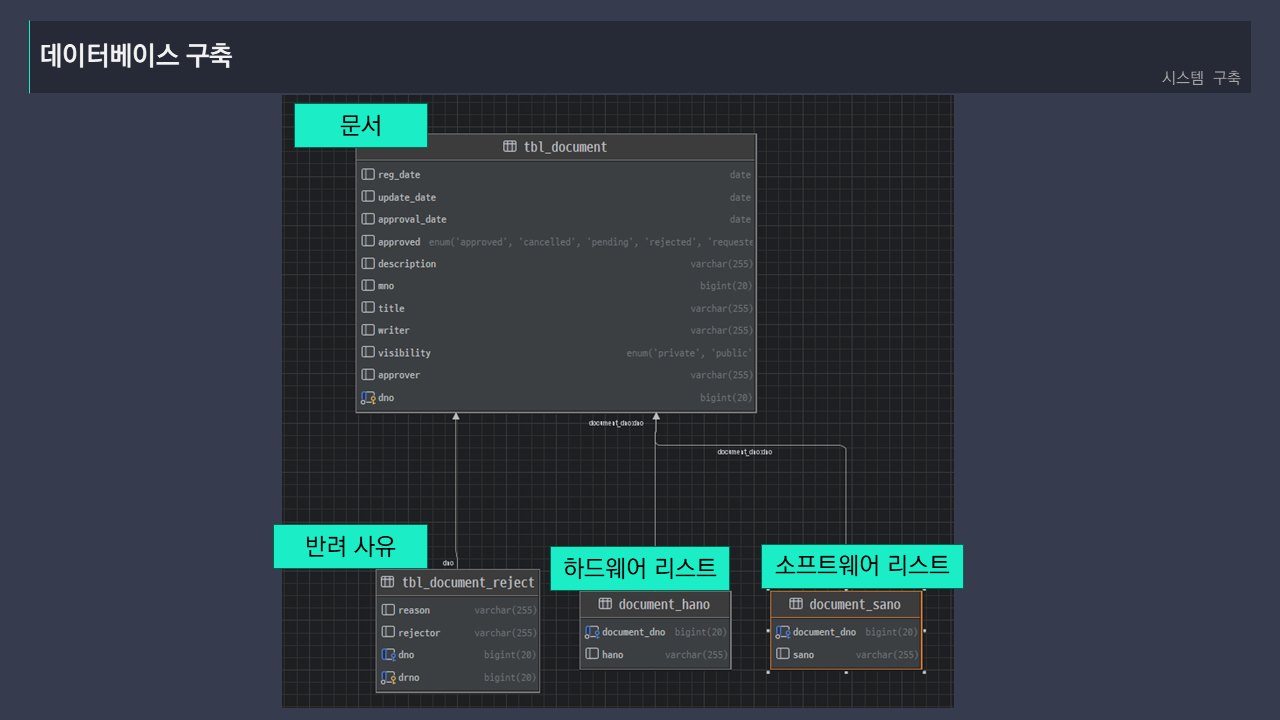 데이터베이스 구축
시스템 구축
문서
tbl_document
reg_date date
update_date date
approval_date date
approved enum('approved', 'cancelled', 'pending', 'rejected', 'requeste
description varchar(255)
mno bigint(20)
title varchar(255)
writer varchar(255)
visibility enum('private', 'public'
approver varchar(255)
dno bigint(20)
document_dno:dno
document_dno:dno
반려 사유
하드웨어 리스트
소프트웨어 리스트
dno
tbl_document_reject
reason varchar(255)
rejector varchar(255)
dno bigint(20)
drno bigint(20)
document_hano
document_dno bigint(20)
hano varchar(255)
document_sano
document_dno bigint(20)
sano varchar(255)